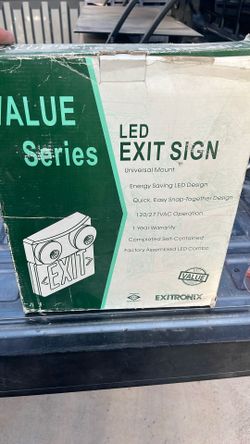 VALUE
Series
LED
EXIT SIGN
Universal Mount
Energy Saving LED Design
Quick, Easy Snap-Together Design
120/277VAC Operation
1 Year Warranty
Completed Self-Contained
Factory Assembled LED Combo
EXIT
VALUE
EXITRONIX